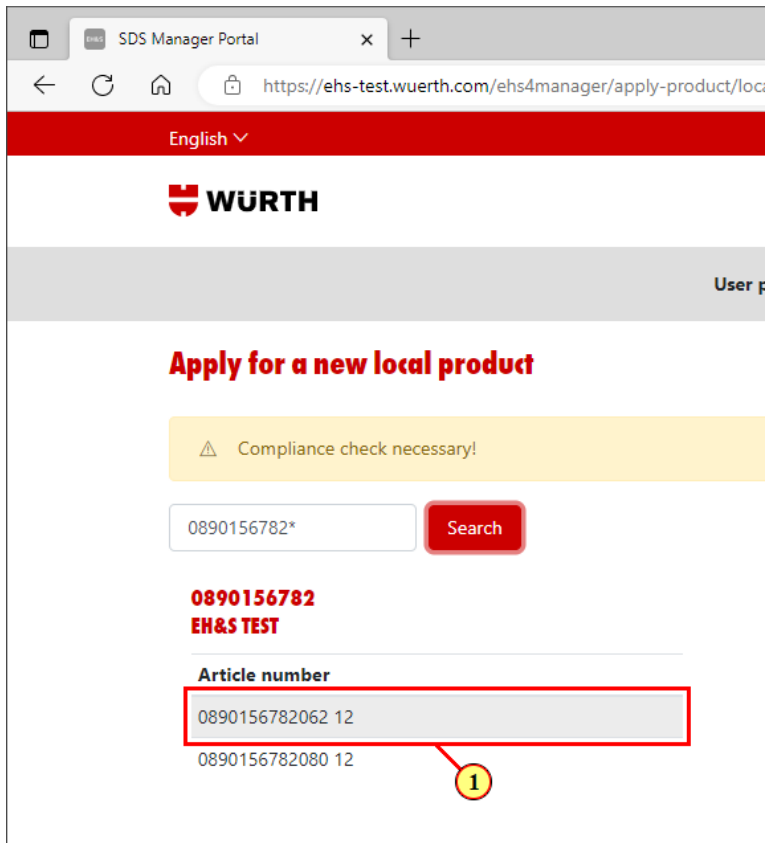 SDS Manager Portal
https://ehs-test.wuerth.com/ehs4manager/apply-product/loca
English
WÜRTH
User p
Apply for a new local product
Compliance check necessary!
0890156782* Search
0890156782
EH&S TEST
Article number
0890156782062 12
0890156782080 12
1